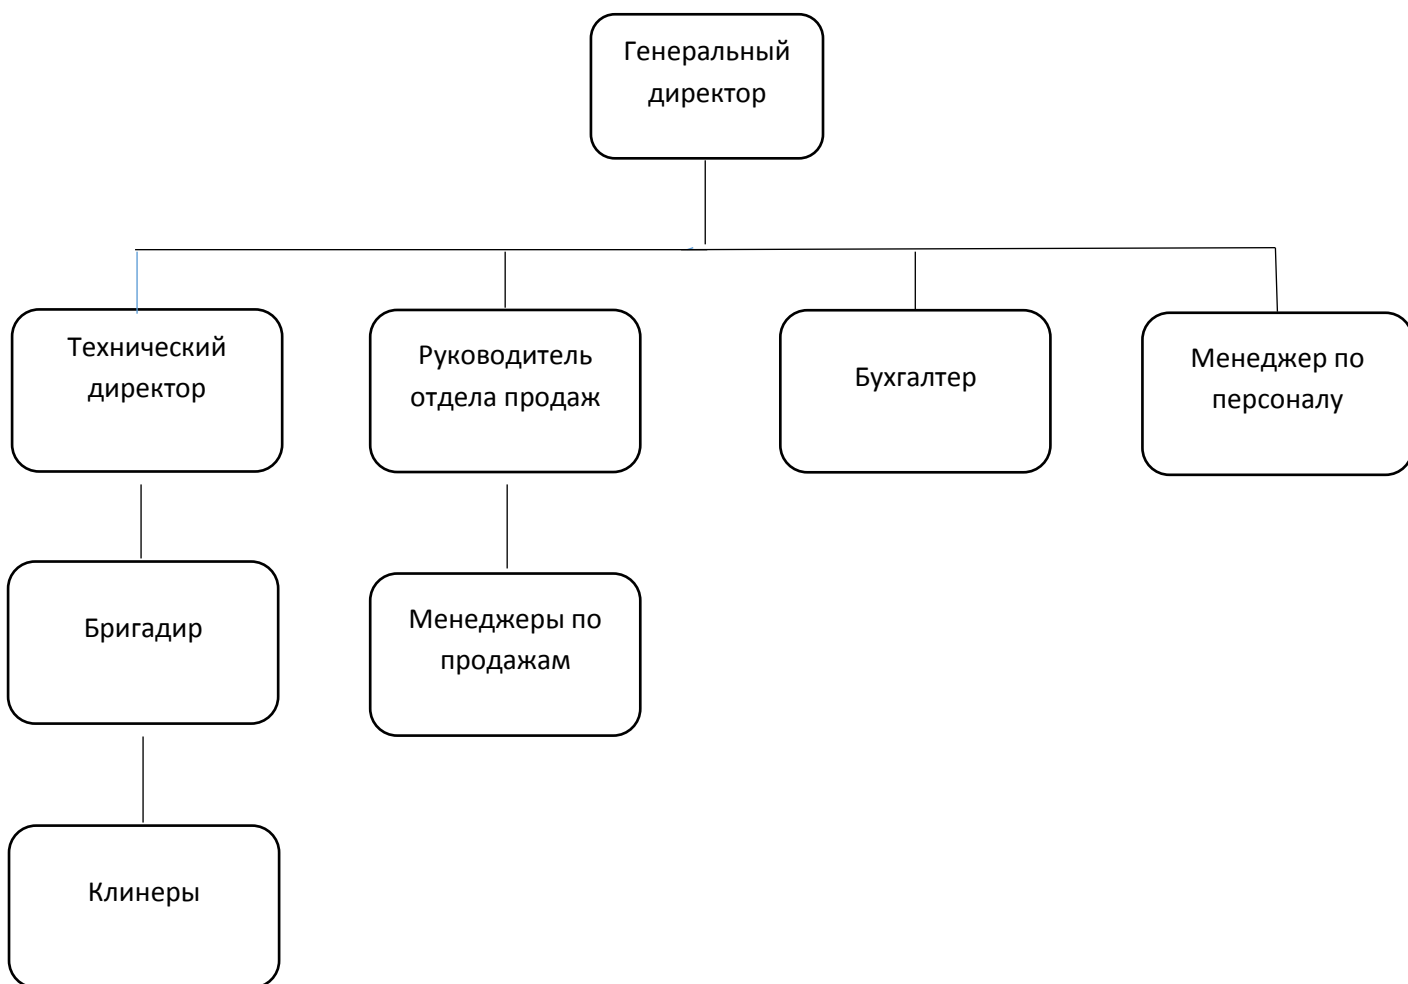 Генеральный
директор
Технический
директор
Руководитель
отдела продаж
Бухгалтер
Менеджер по
персоналу
Бригадир
Менеджеры по
продажам
Клинеры